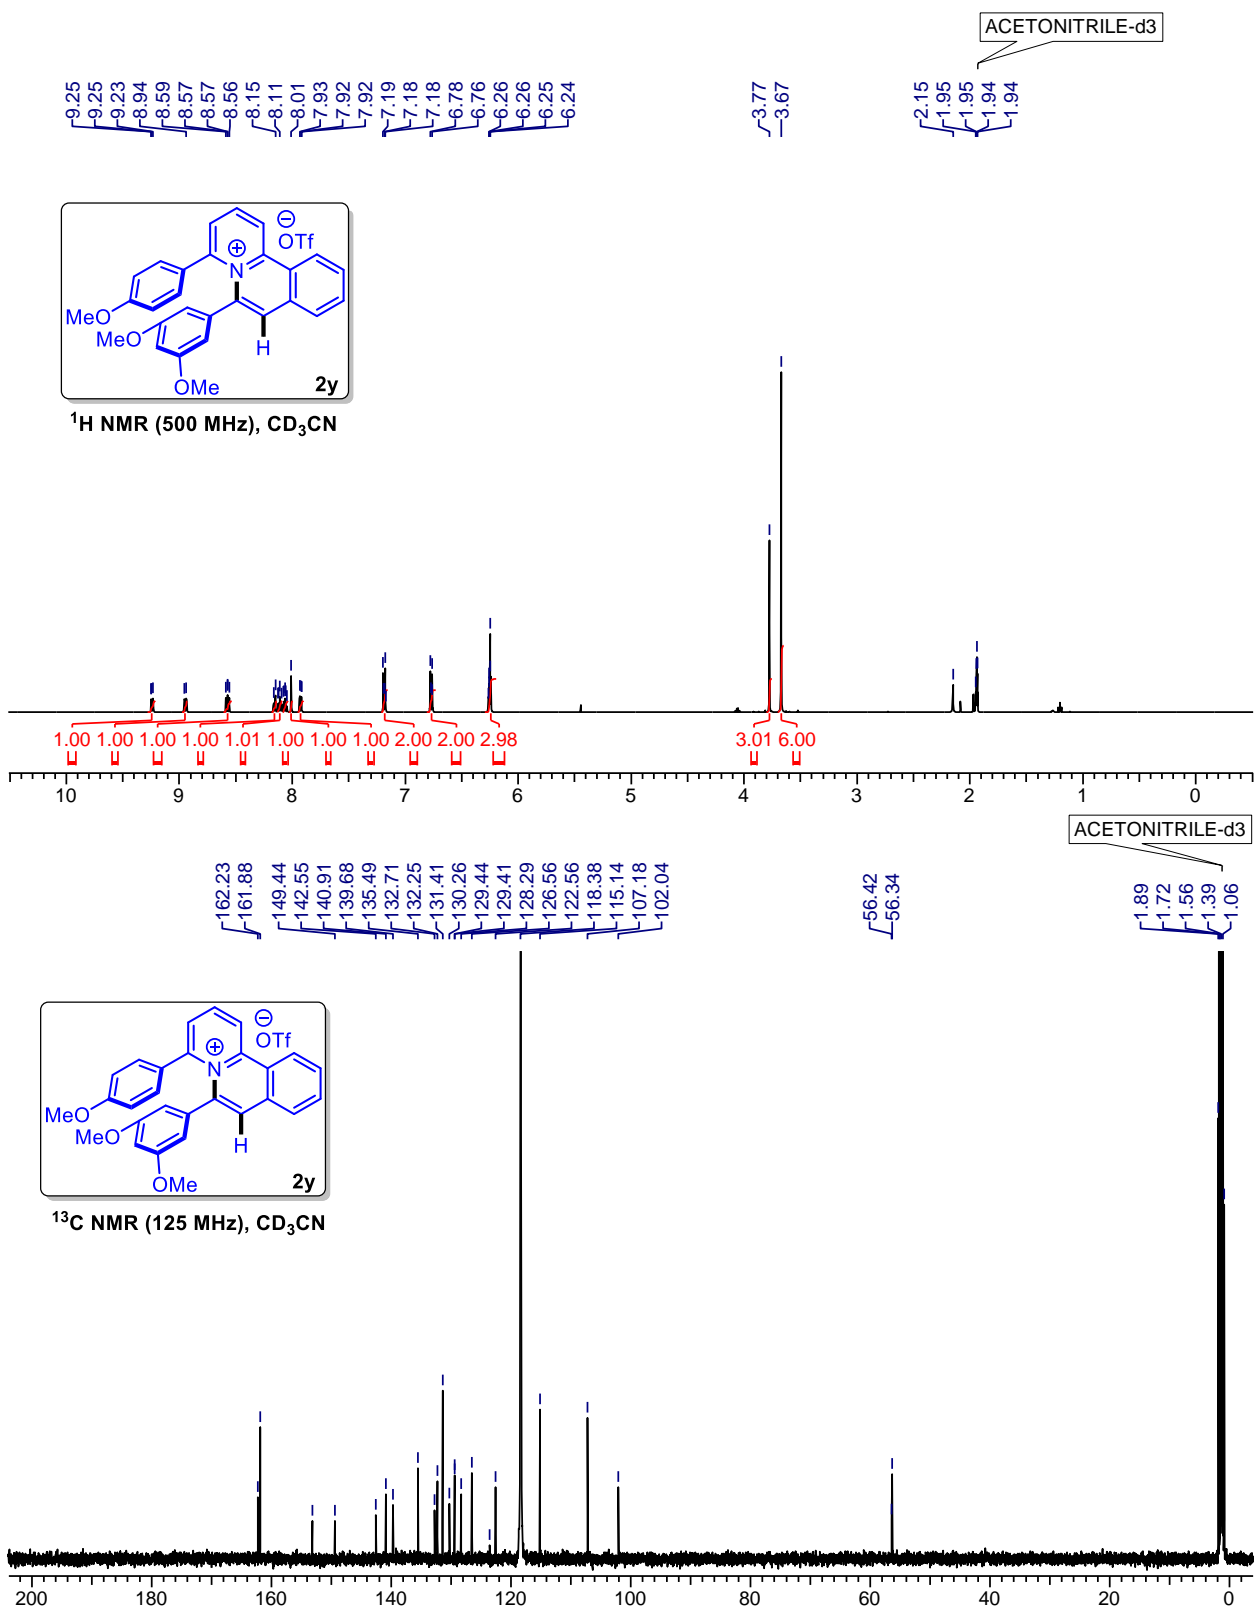 ACETONITRILE-d3
9.25
9.25
9.23
8.94
8.59
8.57
8.57
8.56
8.15
8.11
8.01
7.93
7.92
7.92
7.19
7.18
7.18
6.78
6.76
6.26
6.26
6.25
6.24
3.77
3.67
2.15
1.95
1.95
1.94
1.94
⊖
OTf
⊕
N
MeO
MeO
H
OMe
2y
¹H NMR (500 MHz), CD₃CN
1.00 1.00 1.00 1.00 1.01 1.00 1.00 1.00 2.00 2.00 2.98 3.01 6.00
10 9 8 7 6 5 4 3 2 1 0
ACETONITRILE-d3
162.23
161.88
149.44
142.55
140.91
139.68
135.49
132.71
132.25
131.41
130.26
129.44
129.41
128.29
126.56
122.56
118.38
115.14
107.18
102.04
56.42
56.34
1.89
1.72
1.56
1.39
1.06
⊖
OTf
⊕
N
MeO
MeO
H
OMe
2y
¹³C NMR (125 MHz), CD₃CN
200 180 160 140 120 100 80 60 40 20 0